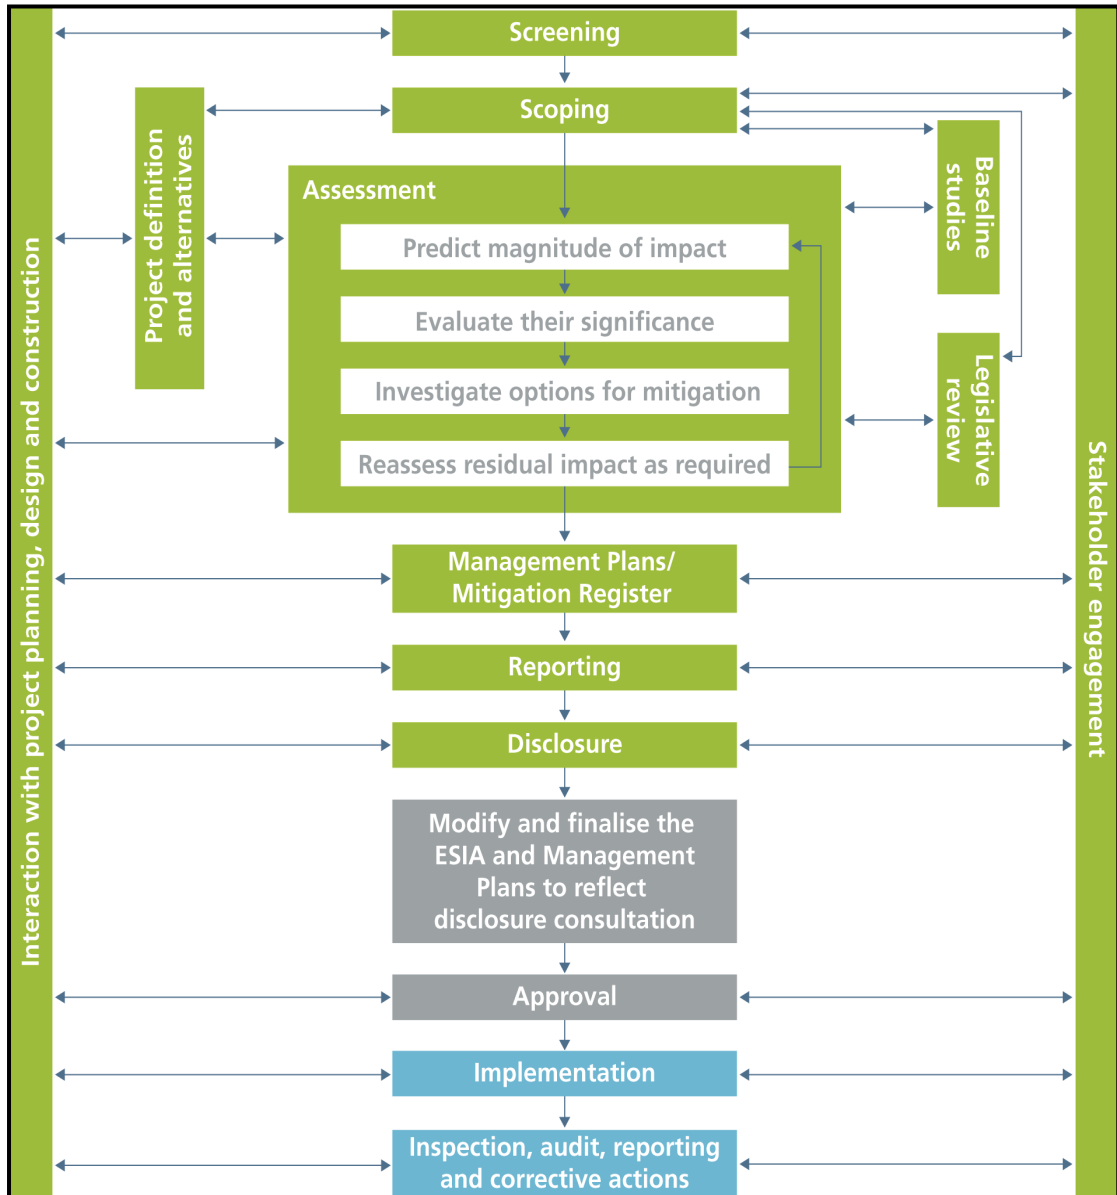 Screening
Scoping
Interaction with project planning, design and construction
Project definition
and alternatives
Assessment
Predict magnitude of impact
Evaluate their significance
Investigate options for mitigation
Reassess residual impact as required
Baseline
studies
Legislative
review
Stakeholder engagement
Management Plans/
Mitigation Register
Reporting
Disclosure
Modify and finalise the
ESIA and Management
Plans to reflect
disclosure consultation
Approval
Implementation
Inspection, audit, reporting
and corrective actions